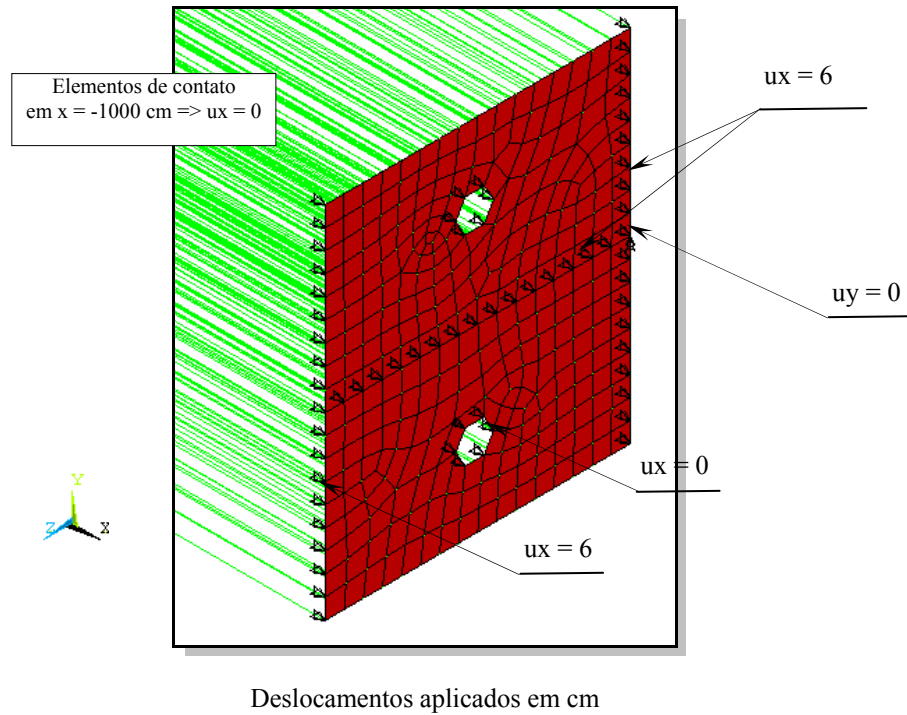 Elementos de contato
em x = -1000 cm => ux = 0
ux = 6
uy = 0
ux = 0
ux = 6
Y
Z
X
Deslocamentos aplicados em cm